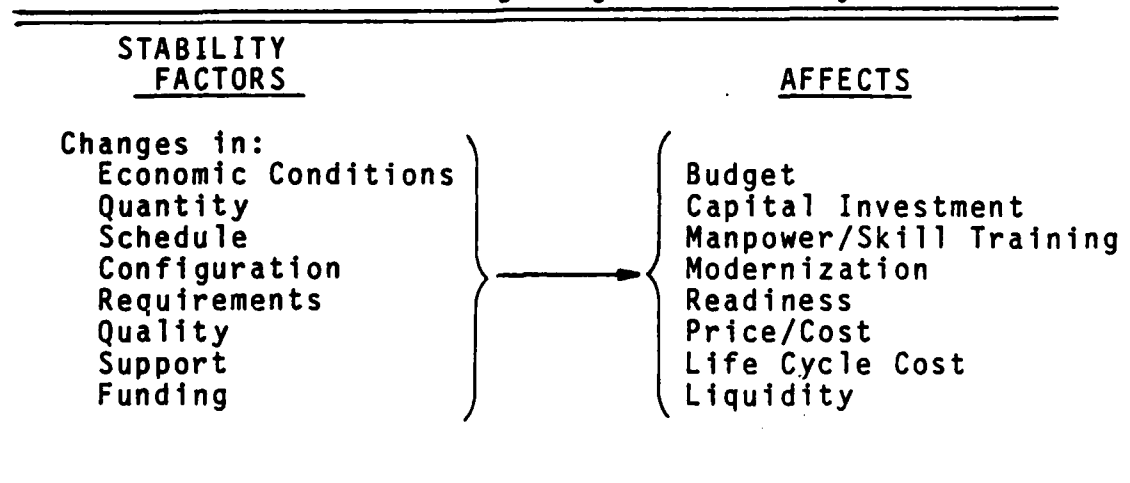 STABILITY
FACTORS
AFFECTS
Changes in:
Economic Conditions
Quantity
Schedule
Configuration
Requirements
Quality
Support
Funding
Budget
Capital Investment
Manpower/Skill Training
Modernization
Readiness
Price/Cost
Life Cycle Cost
Liquidity